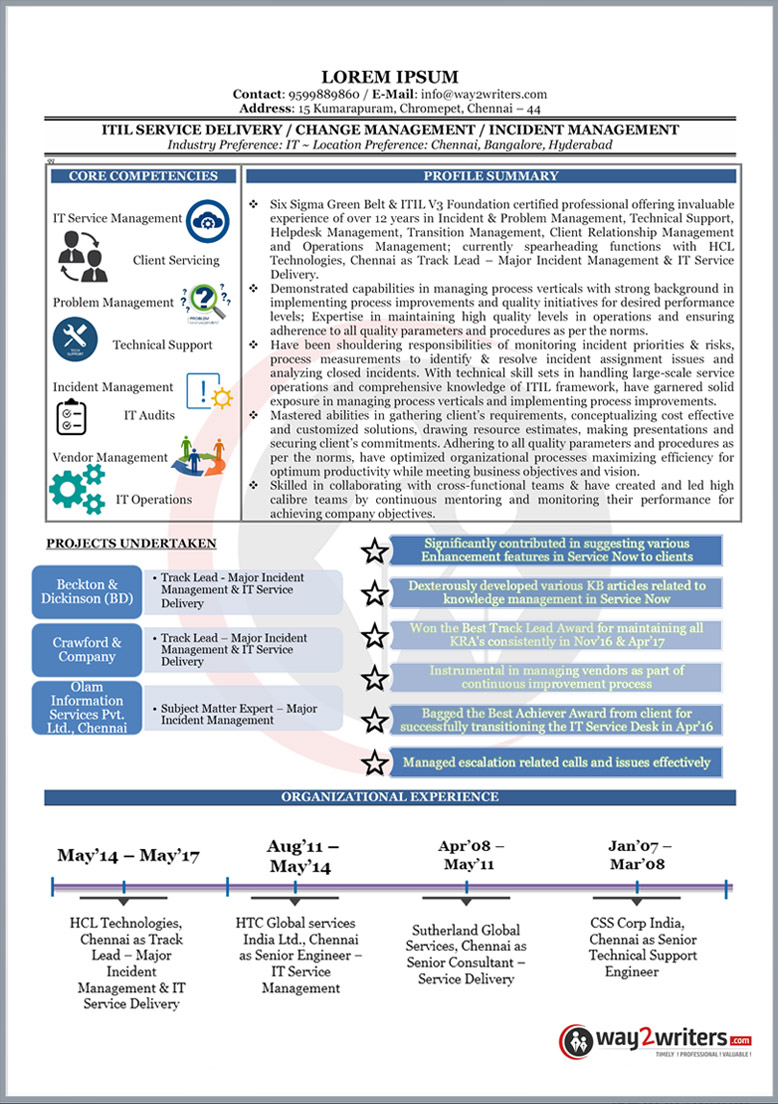 LOREM IPSUM
Contact: 9599889860 / E-Mail: info@way2writers.com
Address: 15 Kumarapuram, Chromepet, Chennai – 44
ITIL SERVICE DELIVERY / CHANGE MANAGEMENT / INCIDENT MANAGEMENT
Industry Preference: IT ~ Location Preference: Chennai, Bangalore, Hyderabad
CORE COMPETENCIES
IT Service Management
Client Servicing
Problem Management
PROBLEM
Technical Support
TECH
SUPPORT
Incident Management
IT Audits
Vendor Management
IT Operations
PROFILE SUMMARY
❖ Six Sigma Green Belt & ITIL V3 Foundation certified professional offering invaluable
experience of over 12 years in Incident & Problem Management, Technical Support,
Helpdesk Management, Transition Management, Client Relationship Management
and Operations Management; currently spearheading functions with HCL
Technologies, Chennai as Track Lead – Major Incident Management & IT Service
Delivery.
❖ Demonstrated capabilities in managing process verticals with strong background in
implementing process improvements and quality initiatives for desired performance
levels; Expertise in maintaining high quality levels in operations and ensuring
adherence to all quality parameters and procedures as per the norms.
❖ Have been shouldering responsibilities of monitoring incident priorities & risks,
process measurements to identify & resolve incident assignment issues and
analyzing closed incidents. With technical skill sets in handling large-scale service
operations and comprehensive knowledge of ITIL framework, have garnered solid
exposure in managing process verticals and implementing process improvements.
❖ Mastered abilities in gathering client's requirements, conceptualizing cost effective
and customized solutions, drawing resource estimates, making presentations and
securing client's commitments. Adhering to all quality parameters and procedures as
per the norms, have optimized organizational processes maximizing efficiency for
optimum productivity while meeting business objectives and vision.
❖ Skilled in collaborating with cross-functional teams & have created and led high
calibre teams by continuous mentoring and monitoring their performance for
achieving company objectives.
PROJECTS UNDERTAKEN
Beckton &
Dickinson (BD)
• Track Lead - Major Incident
Management & IT Service
Delivery
Crawford &
Company
• Track Lead – Major Incident
Management & IT Service
Delivery
Olam
Information
Services Pvt.
Ltd., Chennai
• Subject Matter Expert – Major
Incident Management
Significantly contributed in suggesting various
Enhancement features in Service Now to clients
Dexterously developed various KB articles related to
knowledge management in Service Now
Won the Best Track Lead Award for maintaining all
KRA's consistently in Nov'16 & Apr'17
Instrumental in managing vendors as part of
continuous improvement process
Bagged the Best Achiever Award from client for
successfully transitioning the IT Service Desk in Apr'16
Managed escalation related calls and issues effectively
ORGANIZATIONAL EXPERIENCE
May'14 – May'17
HCL Technologies,
Chennai as Track
Lead – Major
Incident
Management & IT
Service Delivery
Aug'11 –
May'14
HTC Global services
India Ltd., Chennai
as Senior Engineer –
IT Service
Management
Apr'08 –
May'11
Sutherland Global
Services, Chennai as
Senior Consultant –
Service Delivery
Jan'07 –
Mar'08
CSS Corp India,
Chennai as Senior
Technical Support
Engineer
way2writers.com
TIMELY ! PROFESSIONAL ! VALUABLE !